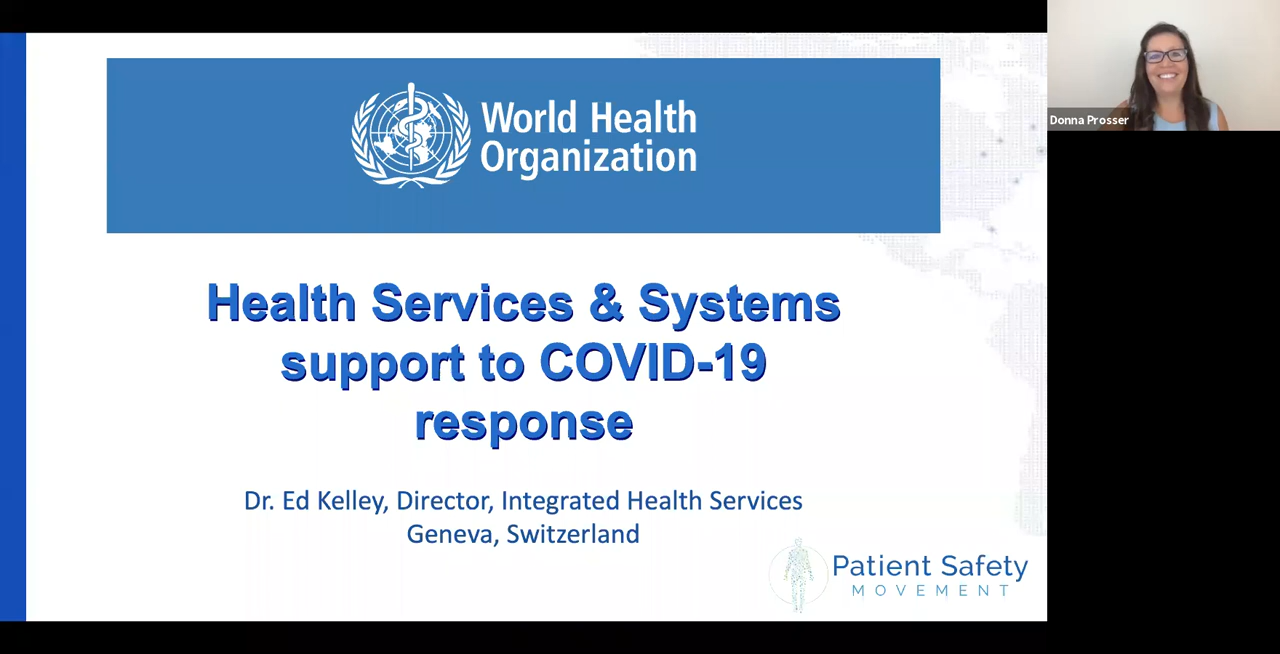 World Health
Organization
Donna Prosser
Health Services & Systems
support to COVID-19
response
Dr. Ed Kelley, Director, Integrated Health Services
Geneva, Switzerland
Patient Safety
MOVEMENT